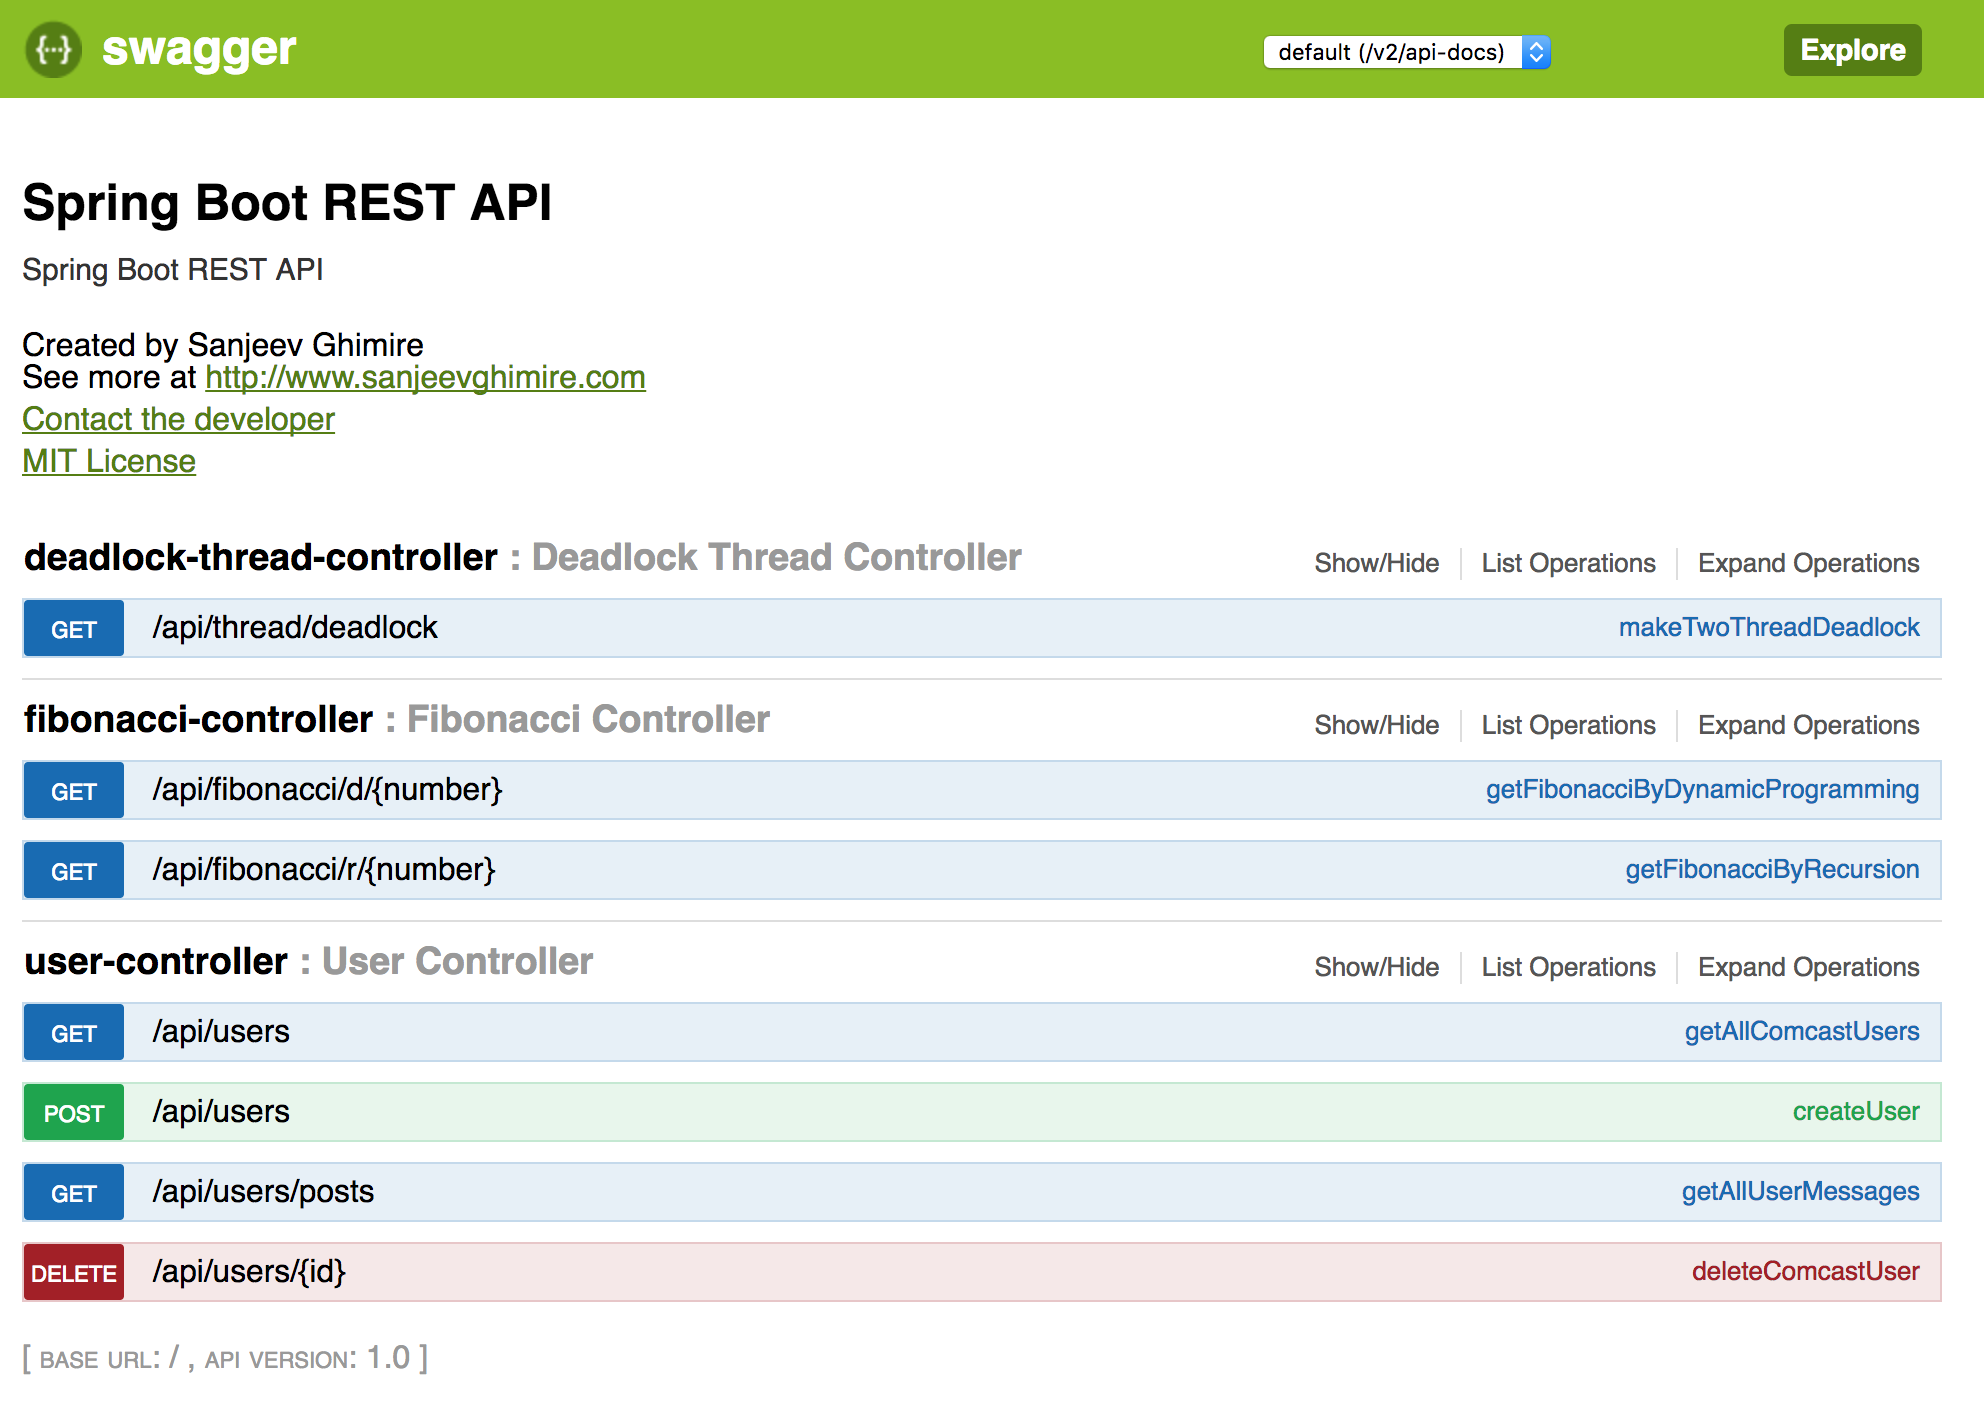 {···} swagger default (/v2/api-docs) Explore
Spring Boot REST API
Spring Boot REST API
Created by Sanjeev Ghimire
See more at http://www.sanjeevghimire.com
Contact the developer
MIT License
deadlock-thread-controller : Deadlock Thread Controller Show/Hide List Operations Expand Operations
GET /api/thread/deadlock makeTwoThreadDeadlock
fibonacci-controller : Fibonacci Controller Show/Hide List Operations Expand Operations
GET /api/fibonacci/d/{number} getFibonacciByDynamicProgramming
GET /api/fibonacci/r/{number} getFibonacciByRecursion
user-controller : User Controller Show/Hide List Operations Expand Operations
GET /api/users getAllComcastUsers
POST /api/users createUser
GET /api/users/posts getAllUserMessages
DELETE /api/users/{id} deleteComcastUser
[ BASE URL: / , API VERSION: 1.0 ]